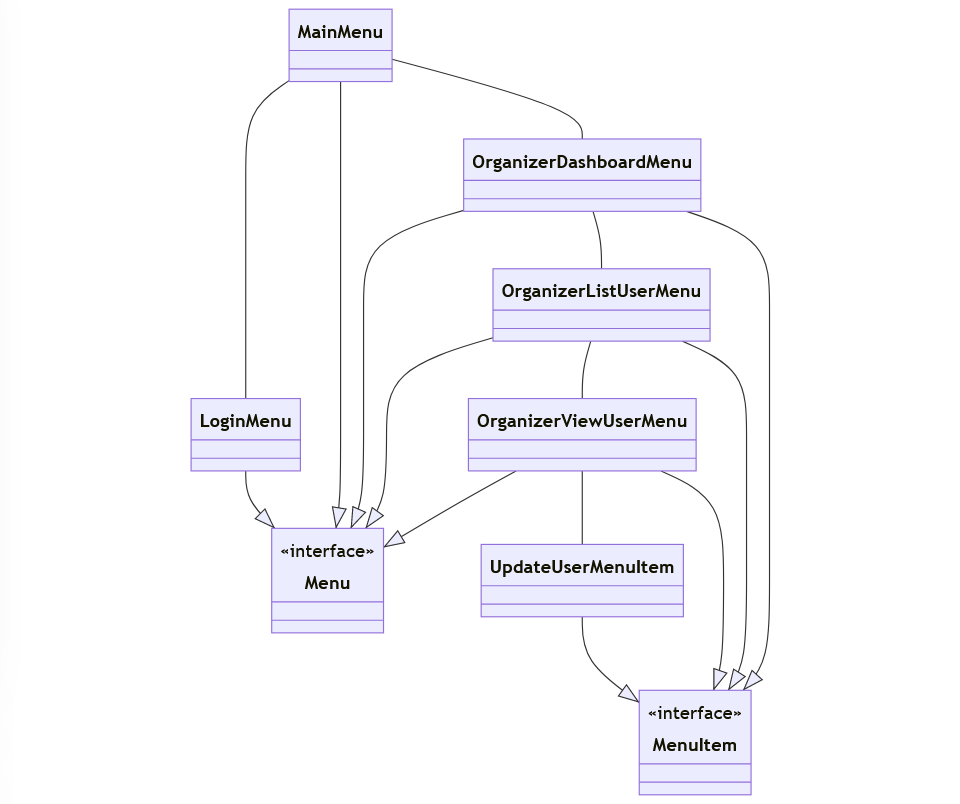 MainMenu
OrganizerDashboardMenu
OrganizerListUserMenu
LoginMenu
OrganizerViewUserMenu
«interface»
Menu
UpdateUserMenuItem
«interface»
MenuItem